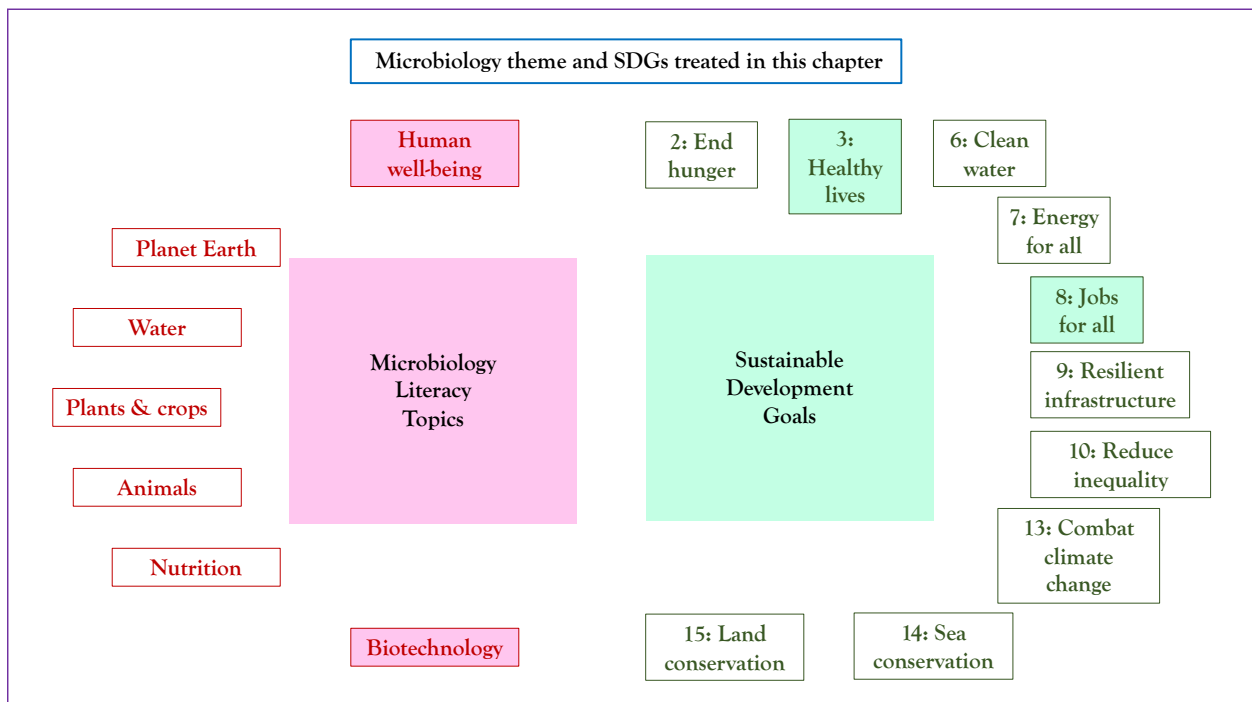 Microbiology theme and SDGs treated in this chapter
Human
well-being
Planet Earth
Water
Plants & crops
Animals
Nutrition
Biotechnology
Microbiology
Literacy
Topics
Sustainable
Development
Goals
2: End
hunger
3:
Healthy
lives
6: Clean
water
7: Energy
for all
8: Jobs
for all
9: Resilient
infrastructure
10: Reduce
inequality
13: Combat
climate
change
14: Sea
conservation
15: Land
conservation